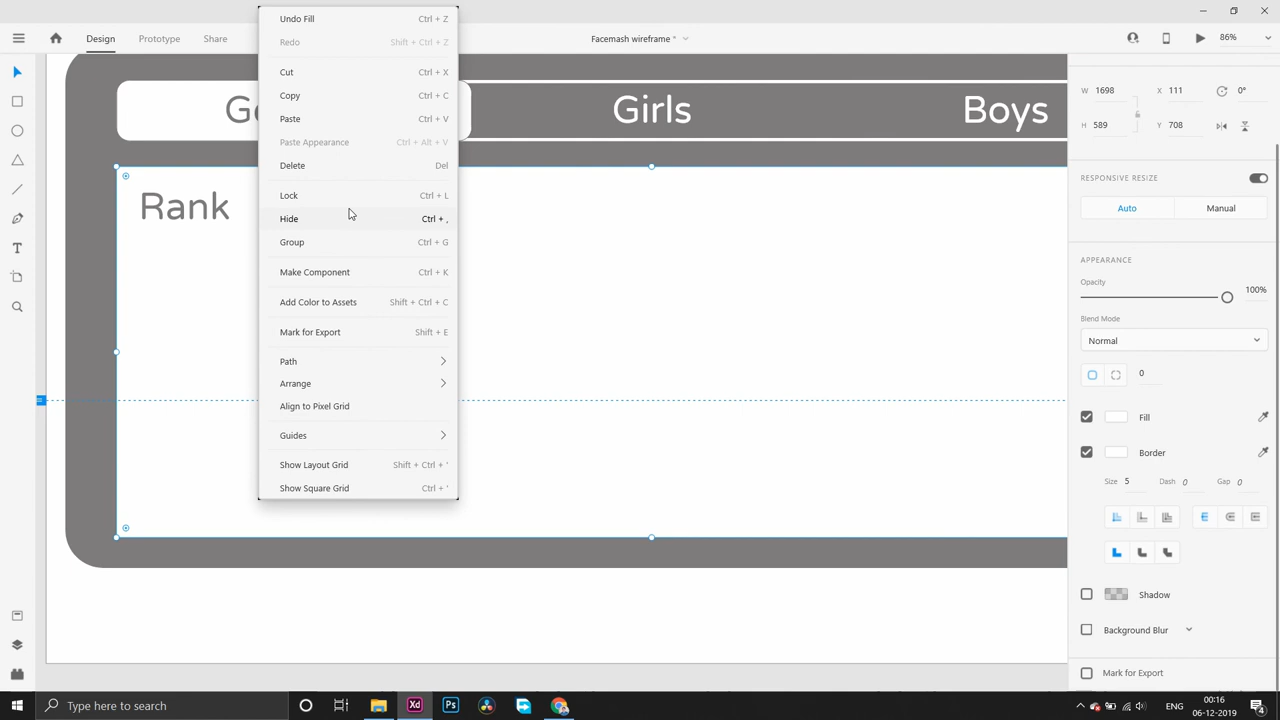 Design
Prototype
Share
Facemash wireframe *
86%
Girls
Boys
Rank
Undo Fill Ctrl + Z
Redo Shift + Ctrl + Z
Cut Ctrl + X
Copy Ctrl + C
Paste Ctrl + V
Paste Appearance Ctrl + Alt + V
Delete Del
Lock Ctrl + L
Hide Ctrl + ,
Group Ctrl + G
Make Component Ctrl + K
Add Color to Assets Shift + Ctrl + C
Mark for Export Shift + E
Path
Arrange
Align to Pixel Grid
Guides
Show Layout Grid Shift + Ctrl + '
Show Square Grid Ctrl + '
W 1698 X 111 0°
H 589 Y 708
RESPONSIVE RESIZE
Auto Manual
APPEARANCE
Opacity
100%
Blend Mode
Normal
0
Fill
Border
Size 5 Dash 0 Gap 0
Shadow
Background Blur
Mark for Export
Type here to search
Xd
Ps
00:16
06-12-2019